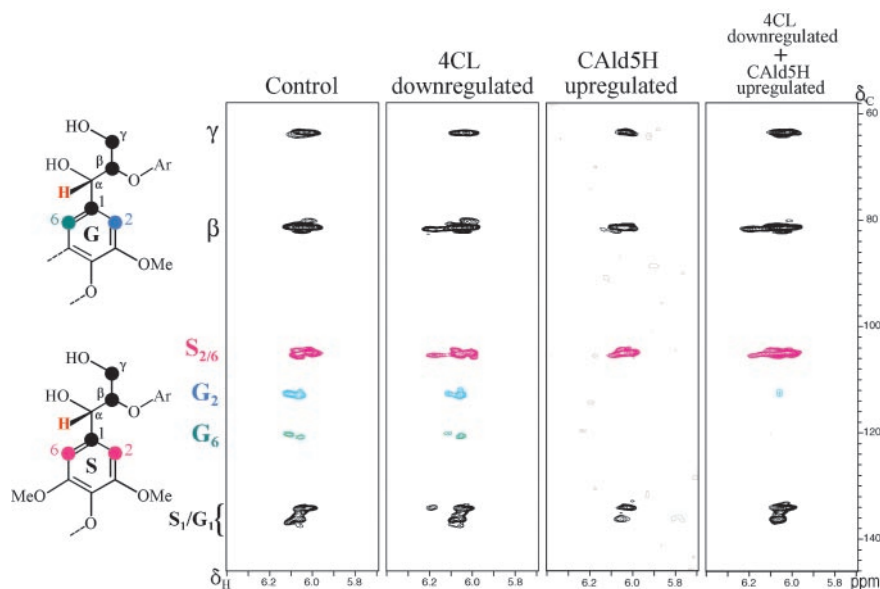 4CL
downregulated
+
CAld5H
upregulated
Control
4CL
downregulated
CAld5H
upregulated
δC
HO
γ
β
HO
O
Ar
α
H
1
6
2
G
OMe
O
HO
γ
β
HO
O
Ar
α
H
1
6
2
S
MeO
OMe
O
γ
β
S2/6
G2
G6
S1/G1{
60
80
100
120
140
ppm
δH
6.2 6.0 5.8
6.2 6.0 5.8
6.2 6.0 5.8
6.2 6.0 5.8